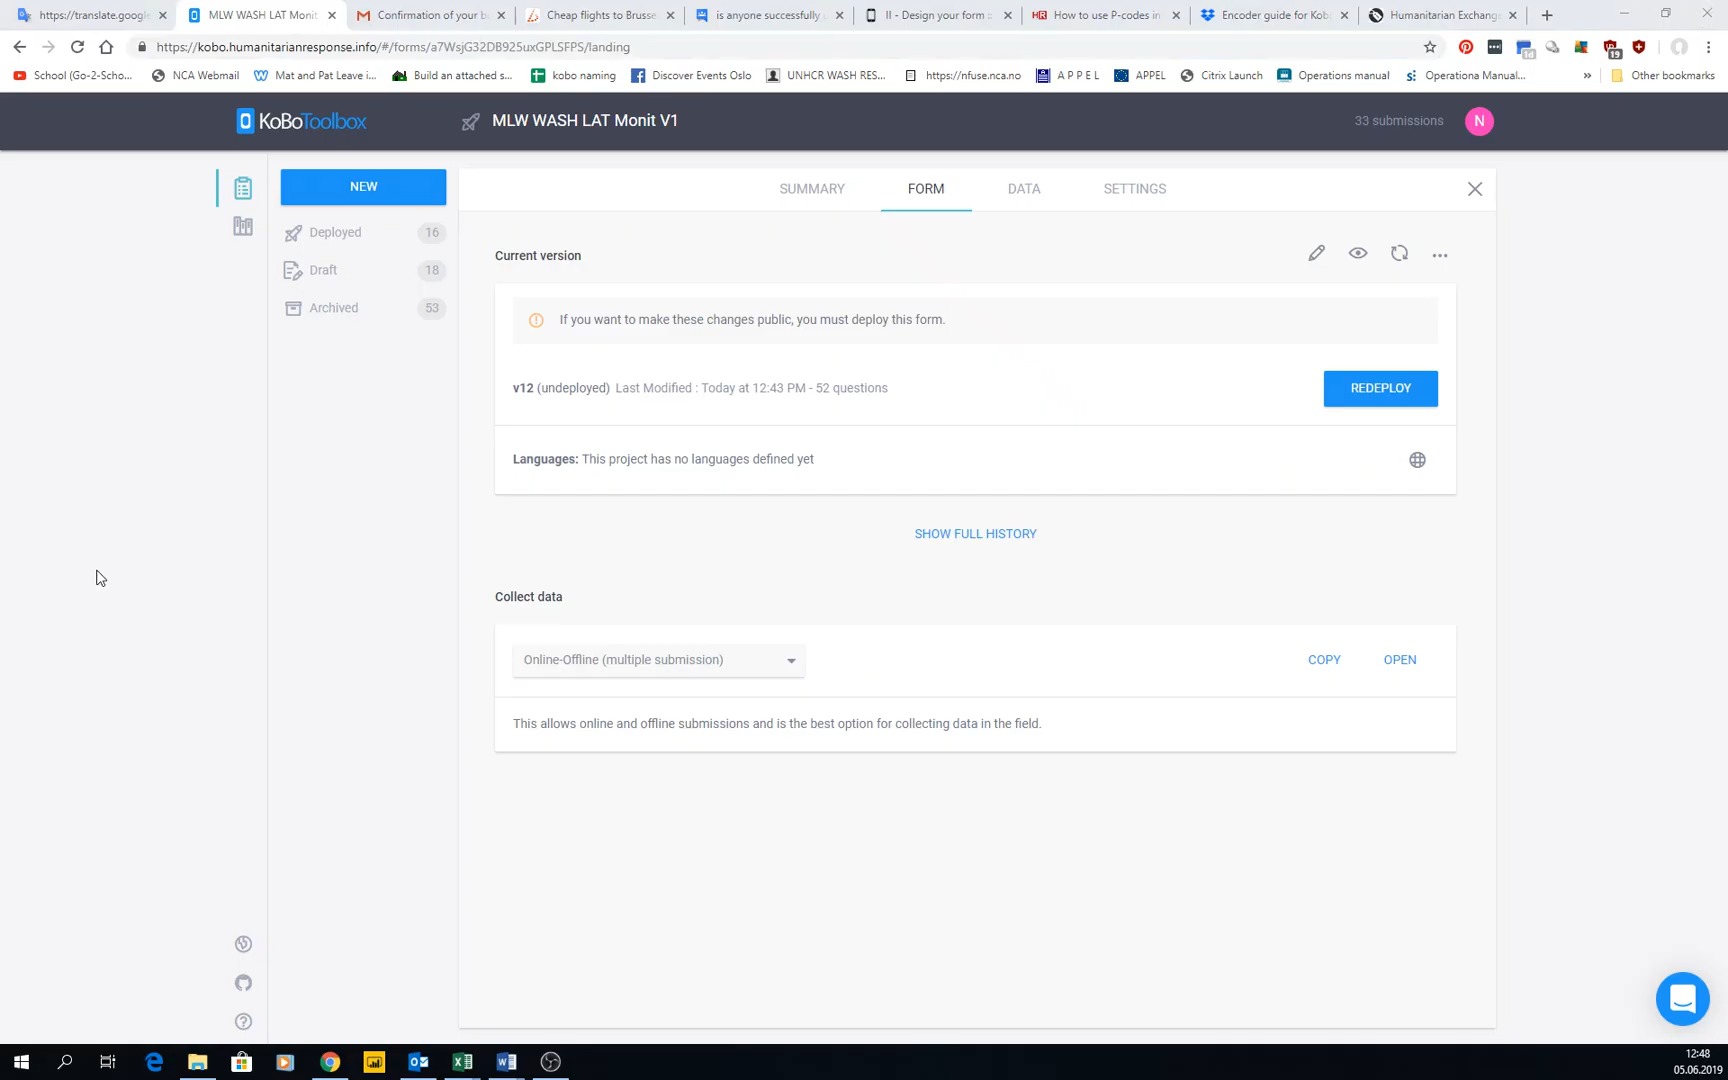 https://translate.google.
MLW WASH LAT Monit
Confirmation of your b
Cheap flights to Brusse
is anyone successfully
II - Design your form
HR How to use P-codes in
Encoder guide for Kob
Humanitarian Exchang
https://kobo.humanitarianresponse.info/#/forms/a7WsjG32DB925uxGPLSFPS/landing
19
1d
School (Go-2-Scho...
NCA Webmail
Mat and Pat Leave i...
Build an attached s...
kobo naming
Discover Events Oslo
UNHCR WASH RES...
https://nfuse.nca.no
A P P E L
APPEL
Citrix Launch
Operations manual
Operationa Manual...
»
Other bookmarks
KoBoToolbox
MLW WASH LAT Monit V1
33 submissions
N
NEW
Deployed 16
Draft 18
Archived 53
SUMMARY
FORM
DATA
SETTINGS
Current version
If you want to make these changes public, you must deploy this form.
v12 (undeployed) Last Modified : Today at 12:43 PM - 52 questions
REDEPLOY
Languages: This project has no languages defined yet
SHOW FULL HISTORY
Collect data
Online-Offline (multiple submission)
COPY
OPEN
This allows online and offline submissions and is the best option for collecting data in the field.
12:48
05.06.2019